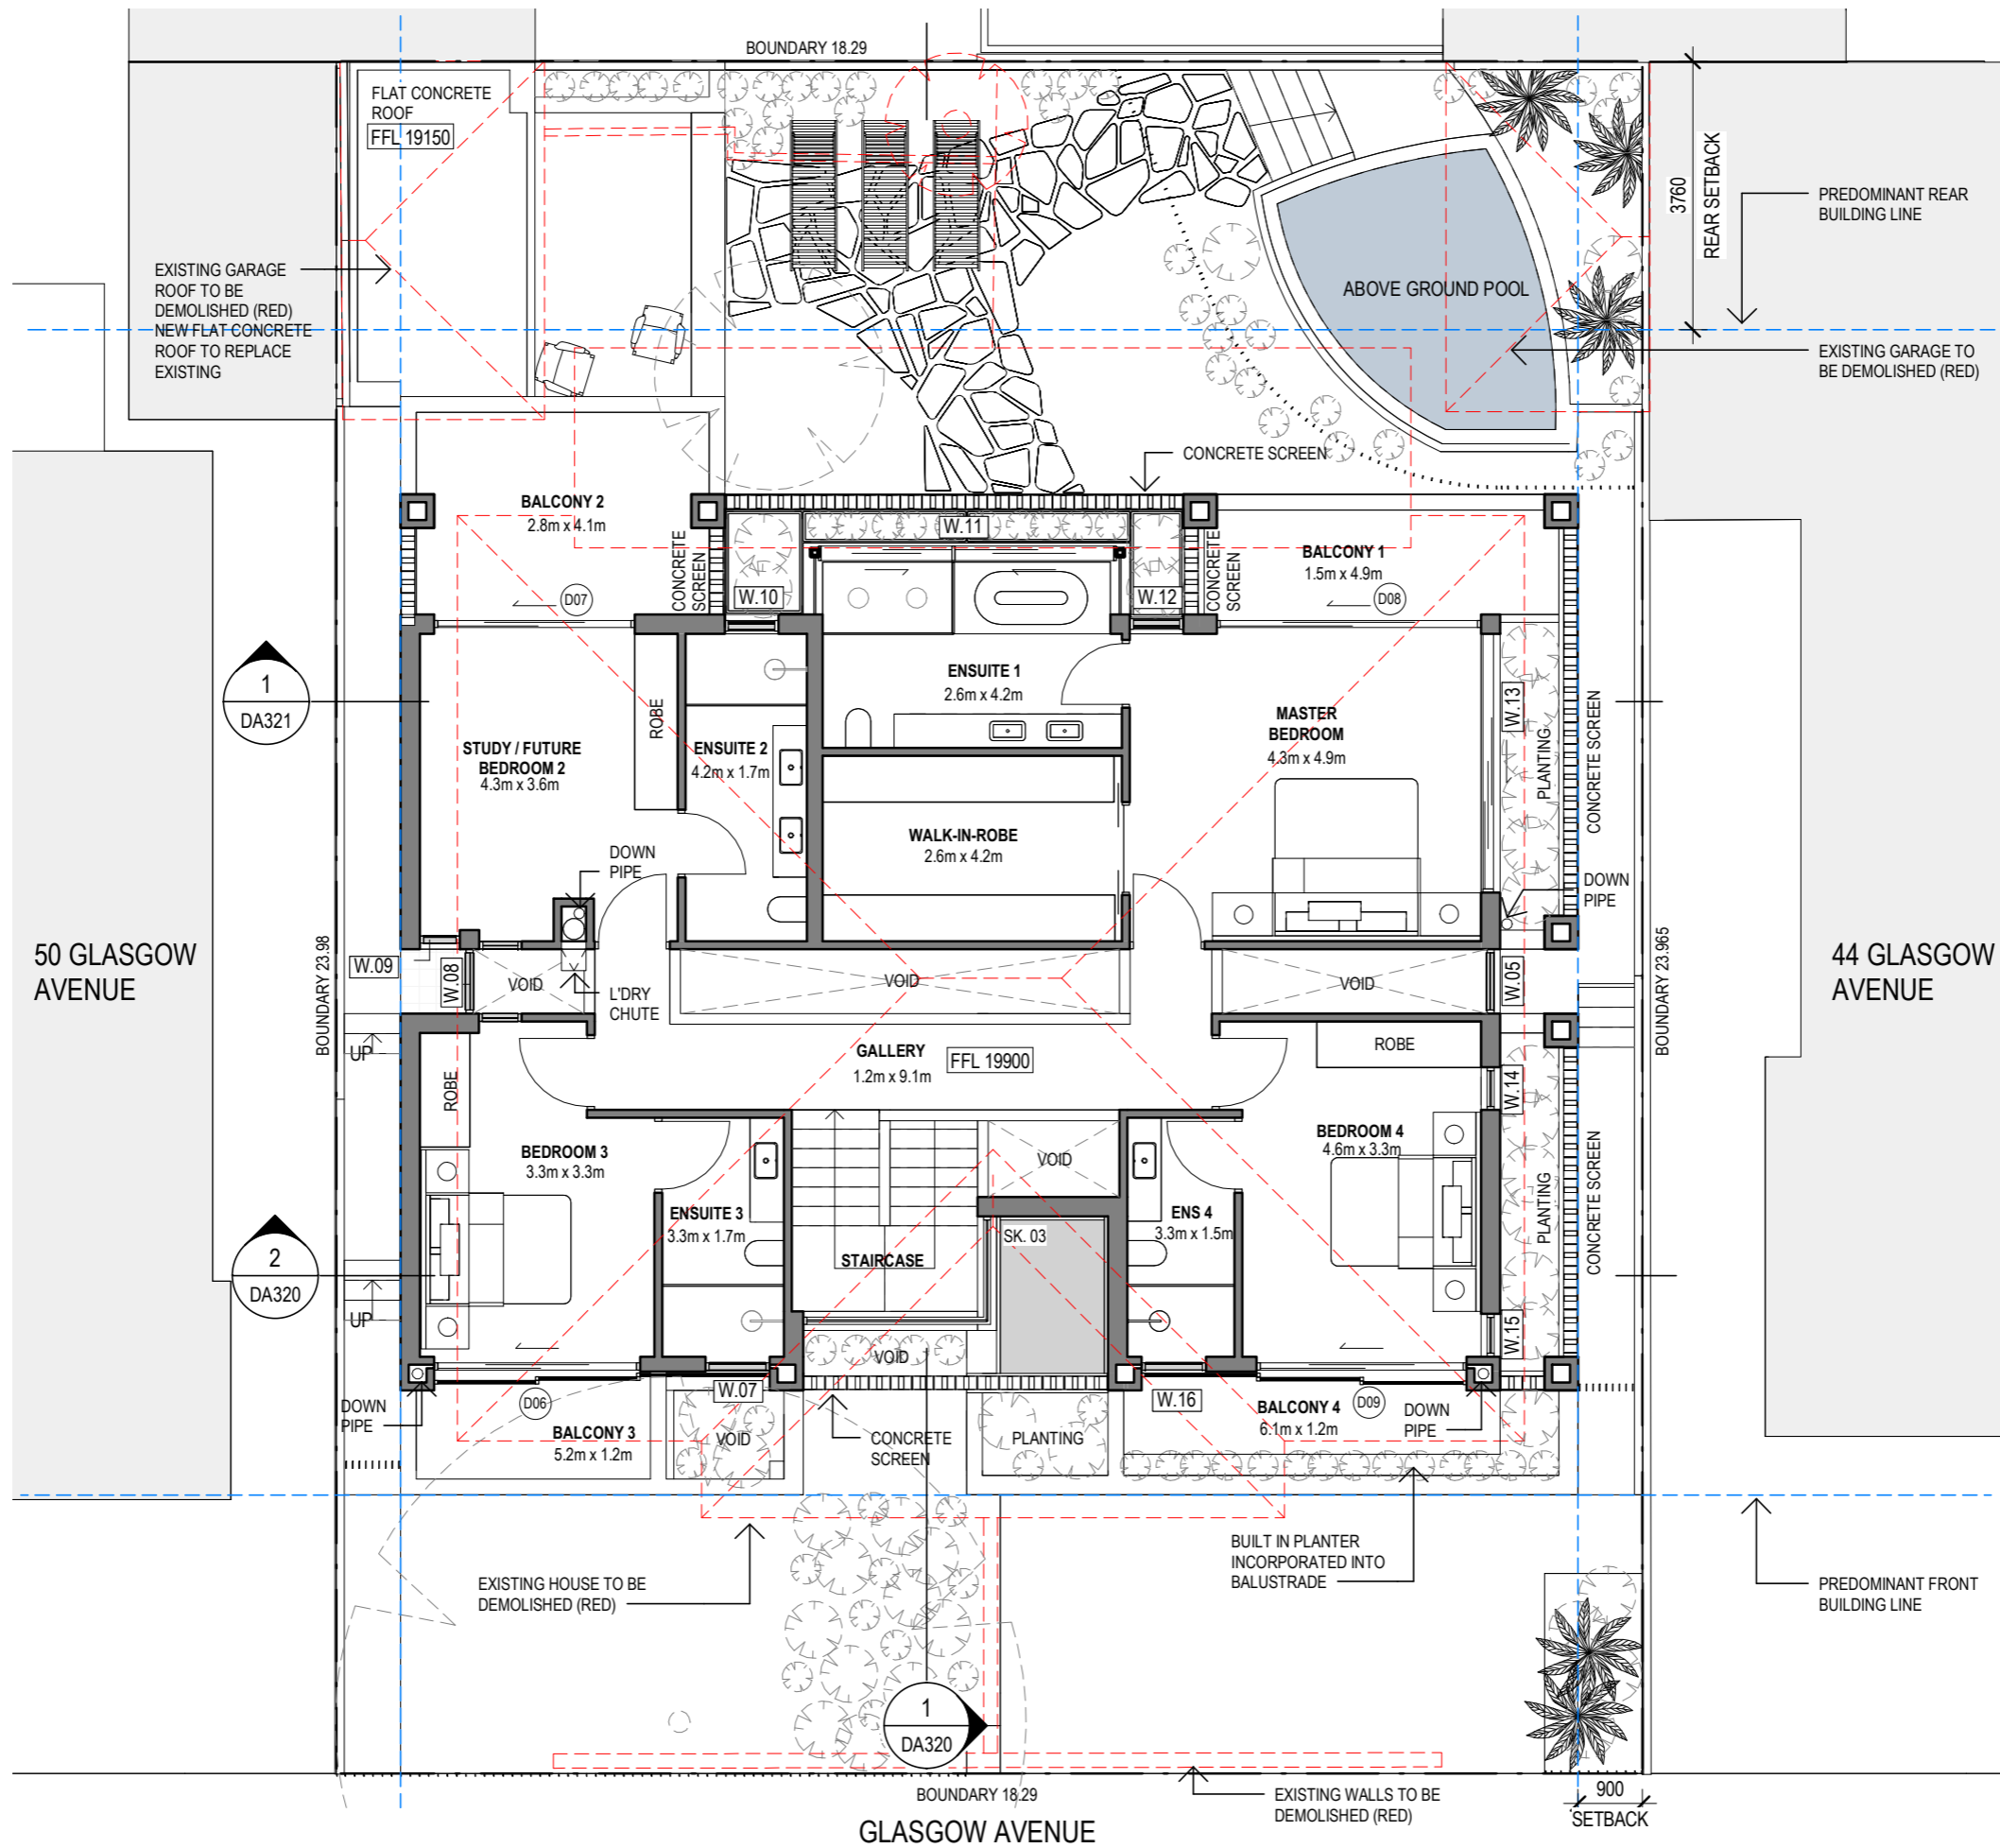 BOUNDARY 18.29
FLAT CONCRETE
ROOF
FFL 19150
3760
REAR SETBACK
PREDOMINANT REAR
BUILDING LINE
EXISTING GARAGE
ROOF TO BE
DEMOLISHED (RED)
NEW FLAT CONCRETE
ROOF TO REPLACE
EXISTING
ABOVE GROUND POOL
EXISTING GARAGE TO
BE DEMOLISHED (RED)
CONCRETE SCREEN
BALCONY 2
2.8m x 4.1m
CONCRETE
SCREEN
W.11
CONCRETE
SCREEN
BALCONY 1
1.5m x 4.9m
D07
W.10
W.12
D08
1
DA321
ROBE
ENSUITE 1
2.6m x 4.2m
W.13
PLANTING
CONCRETE SCREEN
STUDY / FUTURE
BEDROOM 2
4.3m x 3.6m
ENSUITE 2
4.2m x 1.7m
MASTER
BEDROOM
4.3m x 4.9m
WALK-IN-ROBE
2.6m x 4.2m
DOWN
PIPE
DOWN
PIPE
50 GLASGOW
AVENUE
BOUNDARY 23.98
W.09
W.08
VOID
L'DRY
CHUTE
VOID
VOID
W.05
BOUNDARY 23.965
44 GLASGOW
AVENUE
UP
GALLERY
1.2m x 9.1m
FFL 19900
ROBE
ROBE
W.14
BEDROOM 3
3.3m x 3.3m
VOID
BEDROOM 4
4.6m x 3.3m
CONCRETE SCREEN
PLANTING
ENSUITE 3
3.3m x 1.7m
SK. 03
ENS 4
3.3m x 1.5m
STAIRCASE
2
DA320
UP
W.15
VOID
W.07
D06
DOWN
PIPE
BALCONY 3
5.2m x 1.2m
VOID
CONCRETE
SCREEN
PLANTING
W.16
BALCONY 4
6.1m x 1.2m
D09
DOWN
PIPE
EXISTING HOUSE TO BE
DEMOLISHED (RED)
BUILT IN PLANTER
INCORPORATED INTO
BALUSTRADE
PREDOMINANT FRONT
BUILDING LINE
1
DA320
BOUNDARY 18.29
EXISTING WALLS TO BE
DEMOLISHED (RED)
900
SETBACK
GLASGOW AVENUE